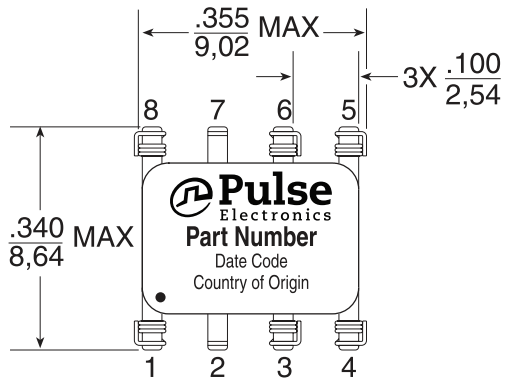 .355
9,02 MAX
3X .100
2,54
8 7 6 5
.340
8,64 MAX
Pulse
Electronics
Part Number
Date Code
Country of Origin
1 2 3 4